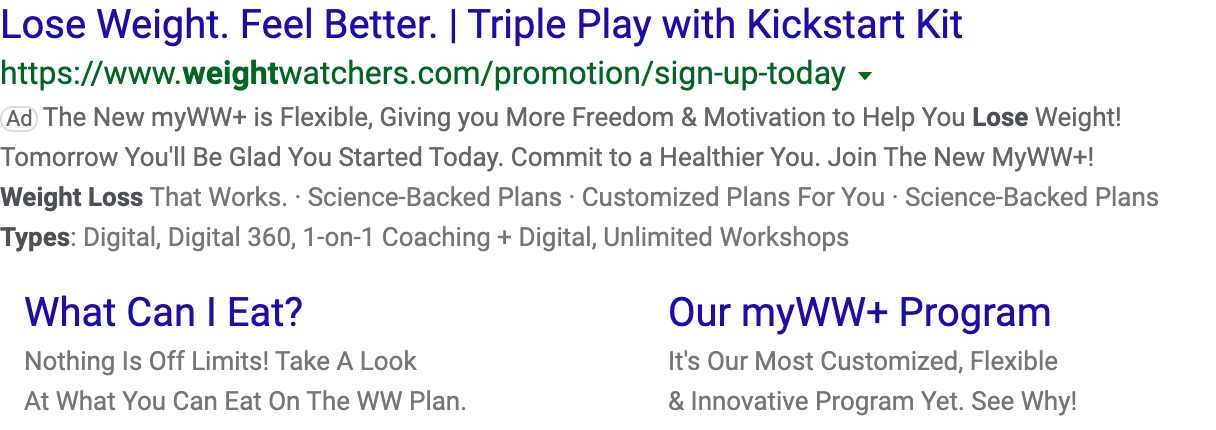 Lose Weight. Feel Better. | Triple Play with Kickstart Kit
https://www.weightwatchers.com/promotion/sign-up-today
Ad The New myWW+ is Flexible, Giving you More Freedom & Motivation to Help You Lose Weight!
Tomorrow You'll Be Glad You Started Today. Commit to a Healthier You. Join The New MyWW+!
Weight Loss That Works. · Science-Backed Plans · Customized Plans For You · Science-Backed Plans
Types: Digital, Digital 360, 1-on-1 Coaching + Digital, Unlimited Workshops
What Can I Eat?
Nothing Is Off Limits! Take A Look
At What You Can Eat On The WW Plan.
Our myWW+ Program
It's Our Most Customized, Flexible
& Innovative Program Yet. See Why!